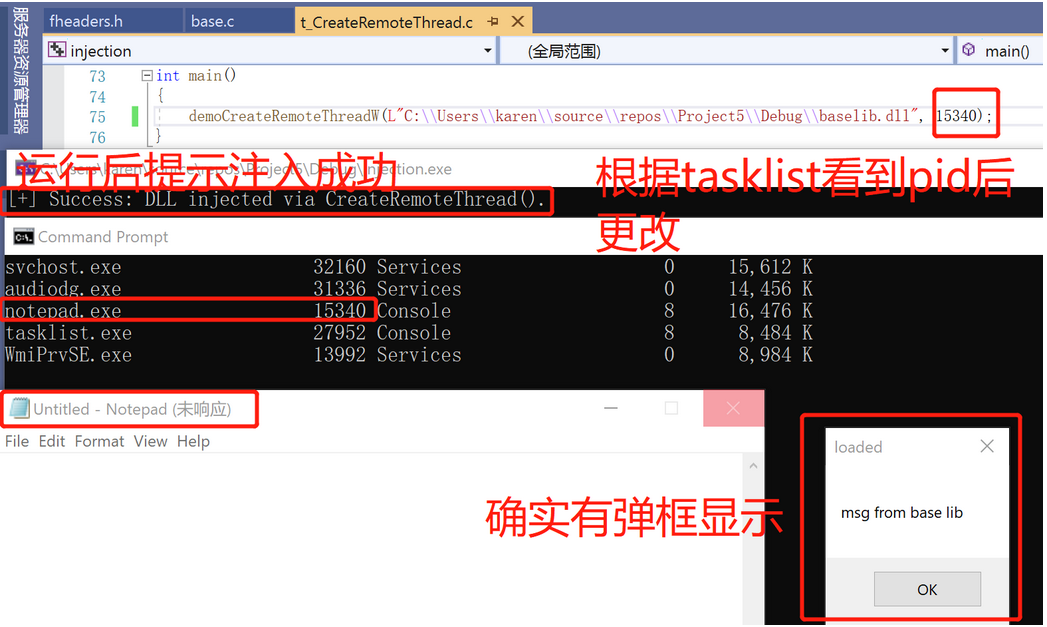 服务器资源管理器
fheaders.h base.c t_CreateRemoteThread.c
injection (全局范围) main()
73 int main()
74 {
75 demoCreateRemoteThreadW(L"C:\\Users\\karen\\source\\repos\\Project5\\Debug\\baselib.dll", 15340);
76 }
运行后提示注入成功
C:\Users\karen\source\repos\Project5\Debug\injection.exe
[+] Success: DLL injected via CreateRemoteThread().
根据tasklist看到pid后
更改
Command Prompt
svchost.exe 32160 Services 0 15,612 K
audiodg.exe 31336 Services 0 14,456 K
notepad.exe 15340 Console 8 16,476 K
tasklist.exe 27952 Console 8 8,484 K
WmiPrvSE.exe 13992 Services 0 8,984 K
Untitled - Notepad (未响应)
File Edit Format View Help
确实有弹框显示
loaded
msg from base lib
OK